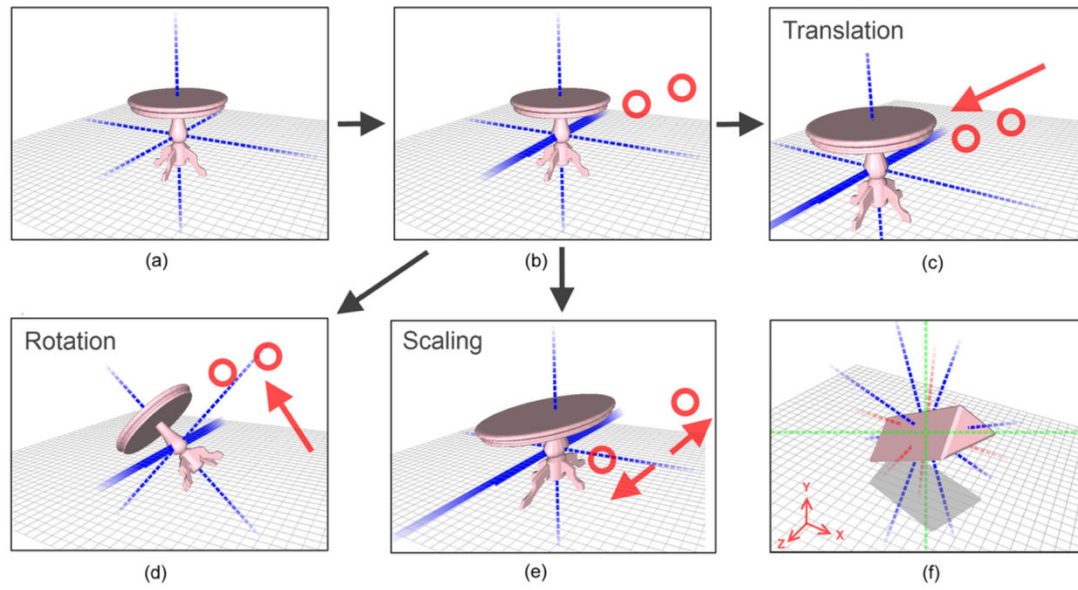 Translation
(a)
(b)
(c)
Rotation
Scaling
Y
Z
X
(d)
(e)
(f)